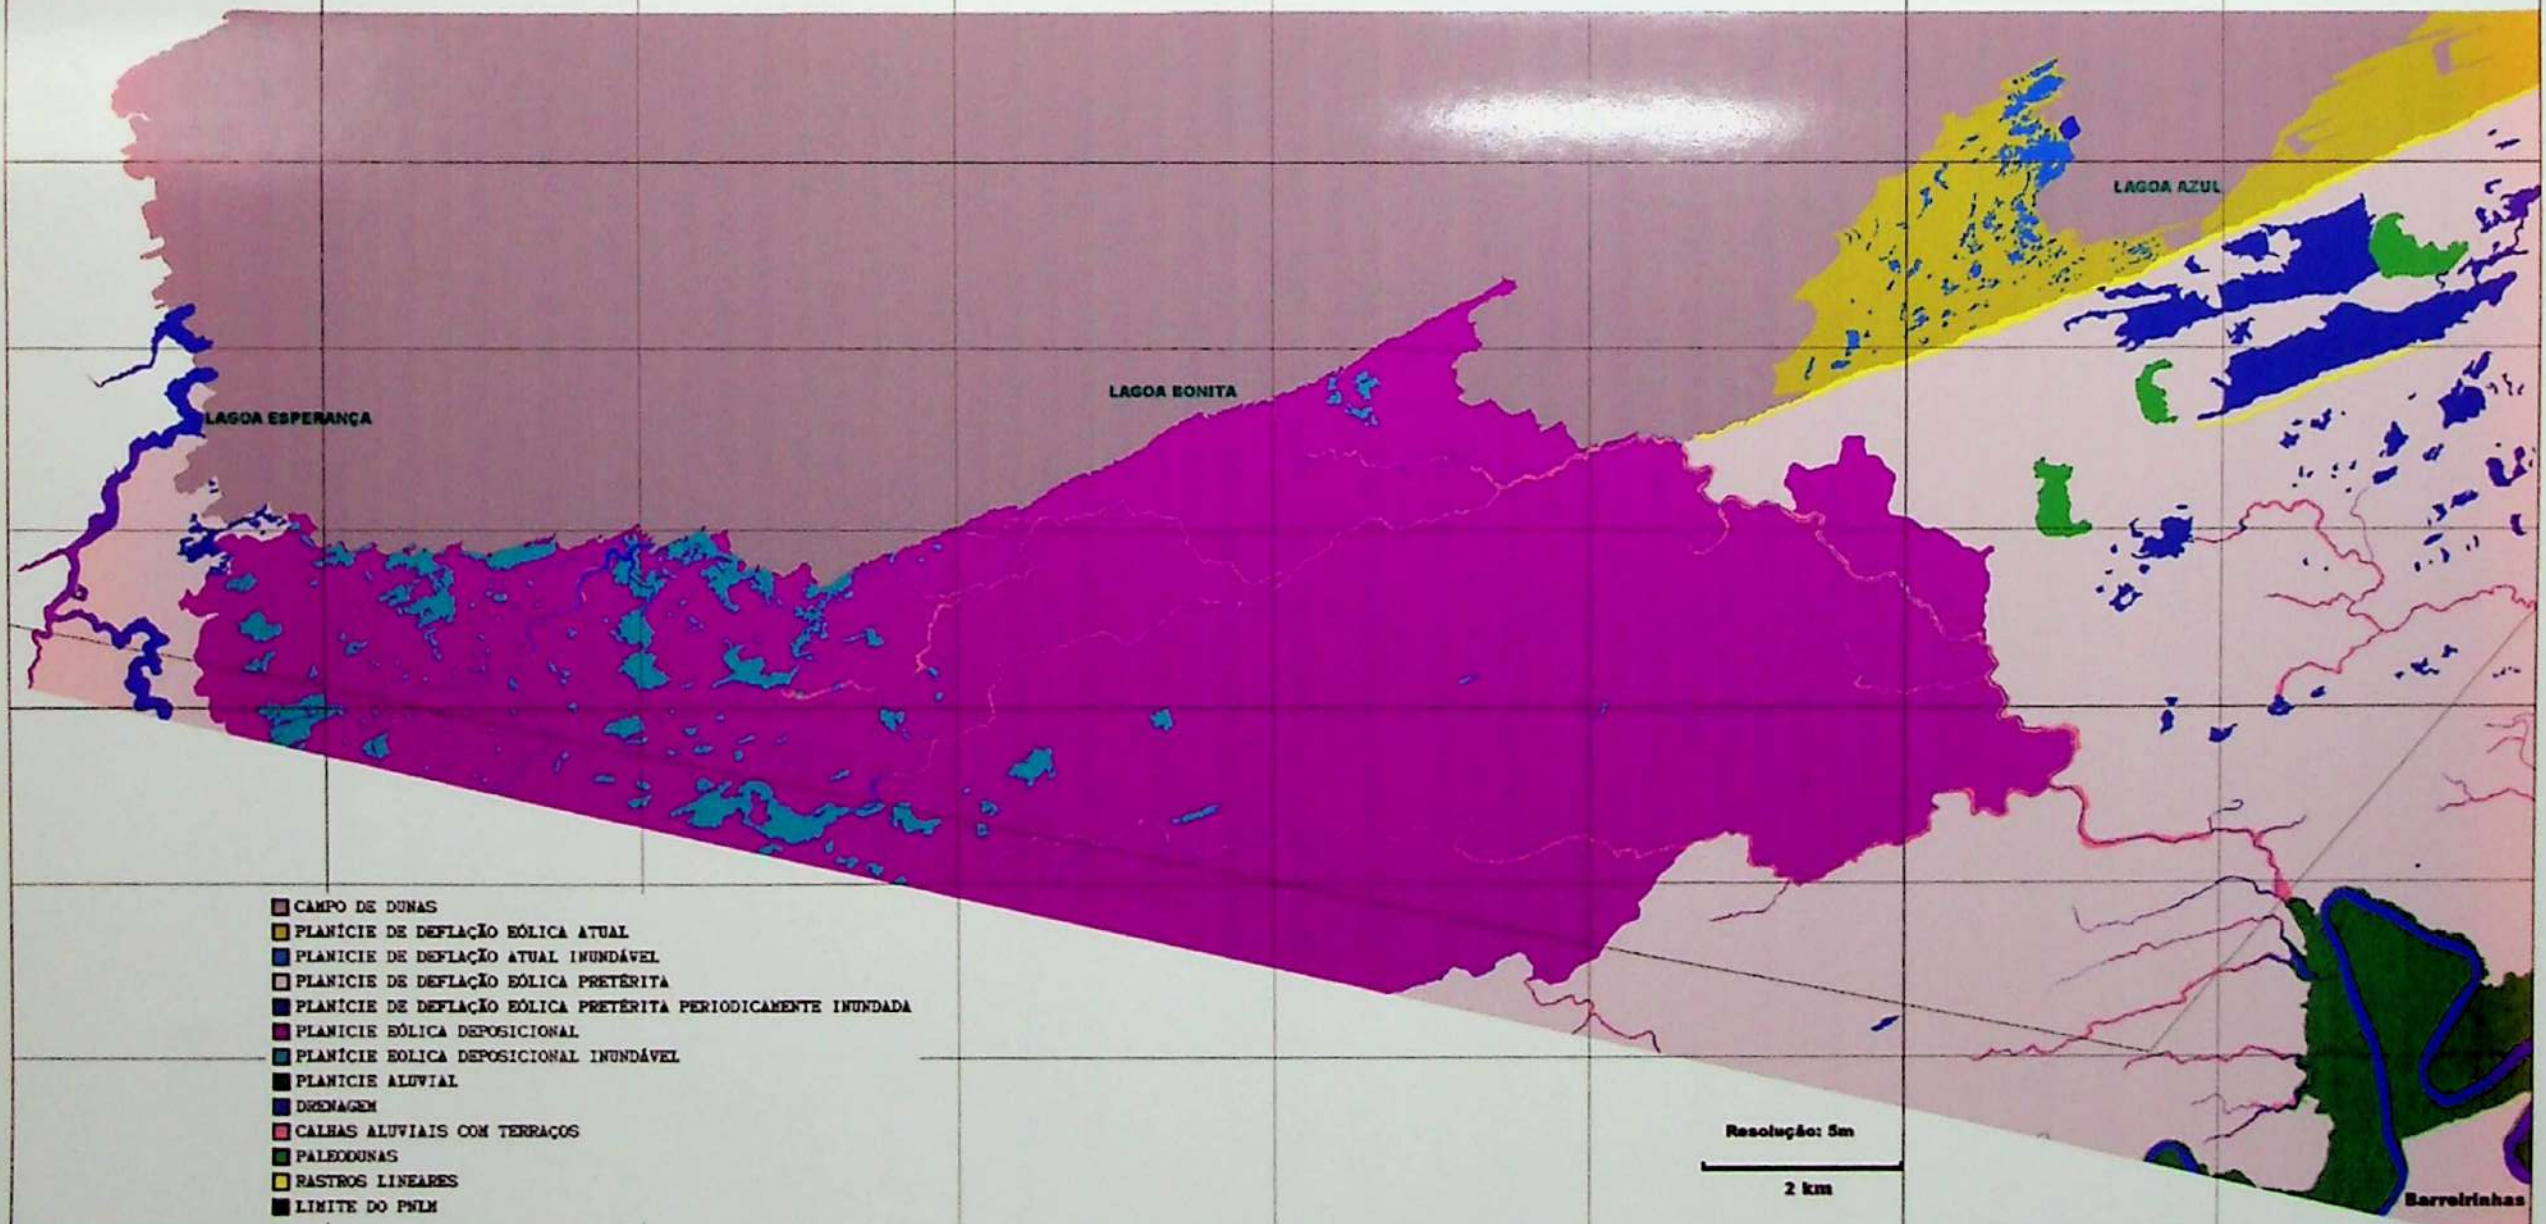 LAGOA AZUL
LAGOA BONITA
LAGOA ESPERANÇA
CAMPO DE DUNAS
PLANÍCIE DE DEFLAÇÃO EÓLICA ATUAL
PLANICIE DE DEFLAÇÃO ATUAL INUNDÁVEL
PLANICIE DE DEFLAÇÃO EÓLICA PRETÉRITA
PLANÍCIE DE DEFLAÇÃO EÓLICA PRETÉRITA PERIODICAMENTE INUNDADA
PLANICIE EÓLICA DEPOSICIONAL
PLANÍCIE EOLICA DEPOSICIONAL INUNDÁVEL
PLANICIE ALUVIAL
DRENAGEM
CALHAS ALUVIAIS COM TERRAÇOS
PALEODUNAS
RASTROS LINEARES
LIMITE DO PNLM
Resolução: 5m
2 km
Barreirinhas